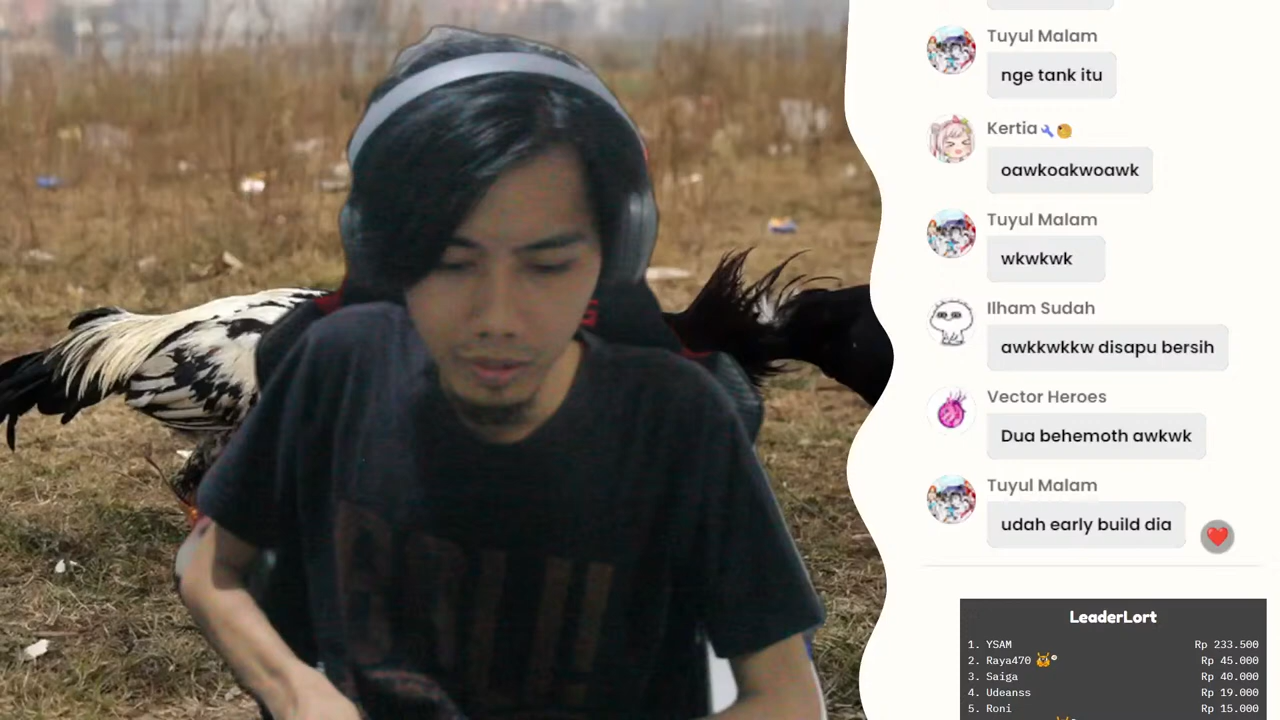 Tuyul Malam
nge tank itu
Kertia
oawkoakwoawk
Tuyul Malam
wkwkwk
Ilham Sudah
awkkwkkw disapu bersih
Vector Heroes
Dua behemoth awkwk
Tuyul Malam
udah early build dia
LeaderLort
1. YSAM Rp 233.500
2. Raya470 Rp 45.000
3. Saiga Rp 40.000
4. Udeanss Rp 19.000
5. Roni Rp 15.000